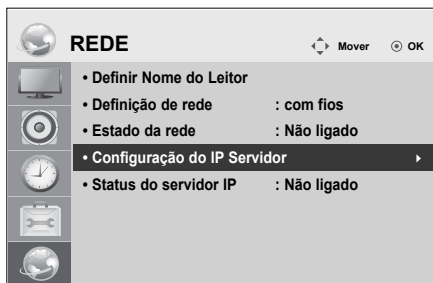 REDE
Mover OK
• Definir Nome do Leitor
• Definição de rede : com fios
• Estado da rede : Não ligado
• Configuração do IP Servidor
• Status do servidor IP : Não ligado